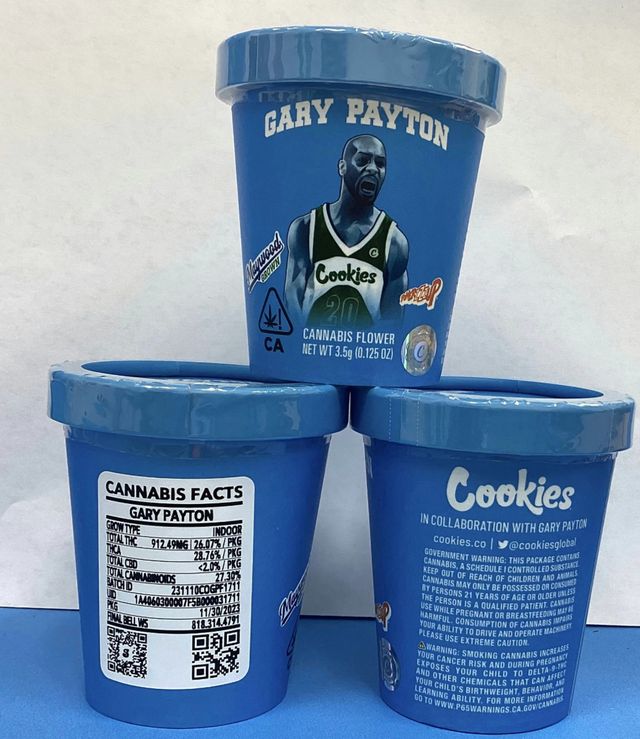 GARY PAYTON
Maywood
GROWN
Cookies
20
C
CA
CANNABIS FLOWER
NET WT 3.5g (0.125 OZ)
CANNABIS FACTS
GARY PAYTON
GROW TYPE INDOOR
TOTAL THC 912.49MG 26.07% / PKG
THCA 28.76% / PKG
TOTAL CBD <2.0% / PKG
TOTAL CANNABINOIDS 27.30%
BATCH ID 231110CDGPFT1717
UID 1A4060300007F5B000031711
PKG 11/30/2023
FINAL BELL WS 818.314.4791
Cookies
IN COLLABORATION WITH GARY PAYTON
cookies.co | @cookiesglobal
GOVERNMENT WARNING: THIS PACKAGE CONTAINS
CANNABIS, A SCHEDULE I CONTROLLED SUBSTANCE.
KEEP OUT OF REACH OF CHILDREN AND ANIMALS.
CANNABIS MAY ONLY BE POSSESSED OR CONSUMED
BY PERSONS 21 YEARS OF AGE OR OLDER UNLESS
THE PERSON IS A QUALIFIED PATIENT. CANNABIS
USE WHILE PREGNANT OR BREASTFEEDING MAY BE
HARMFUL. CONSUMPTION OF CANNABIS IMPAIRS
YOUR ABILITY TO DRIVE AND OPERATE MACHINERY.
PLEASE USE EXTREME CAUTION.
WARNING: SMOKING CANNABIS INCREASES
YOUR CANCER RISK AND DURING PREGNANCY
EXPOSES YOUR CHILD TO DELTA-9-THC
AND OTHER CHEMICALS THAT CAN AFFECT
YOUR CHILD'S BIRTHWEIGHT, BEHAVIOR, AND
LEARNING ABILITY. FOR MORE INFORMATION
GO TO WWW.P65WARNINGS.CA.GOV/CANNABIS.